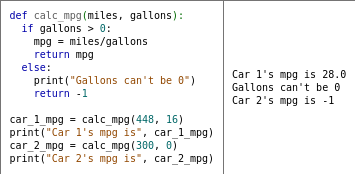 def calc_mpg(miles, gallons):
  if gallons > 0:
    mpg = miles/gallons
    return mpg
  else:
    print("Gallons can't be 0")
    return -1

car_1_mpg = calc_mpg(448, 16)
print("Car 1's mpg is", car_1_mpg)
car_2_mpg = calc_mpg(300, 0)
print("Car 2's mpg is", car_2_mpg)
Car 1's mpg is 28.0
Gallons can't be 0
Car 2's mpg is -1